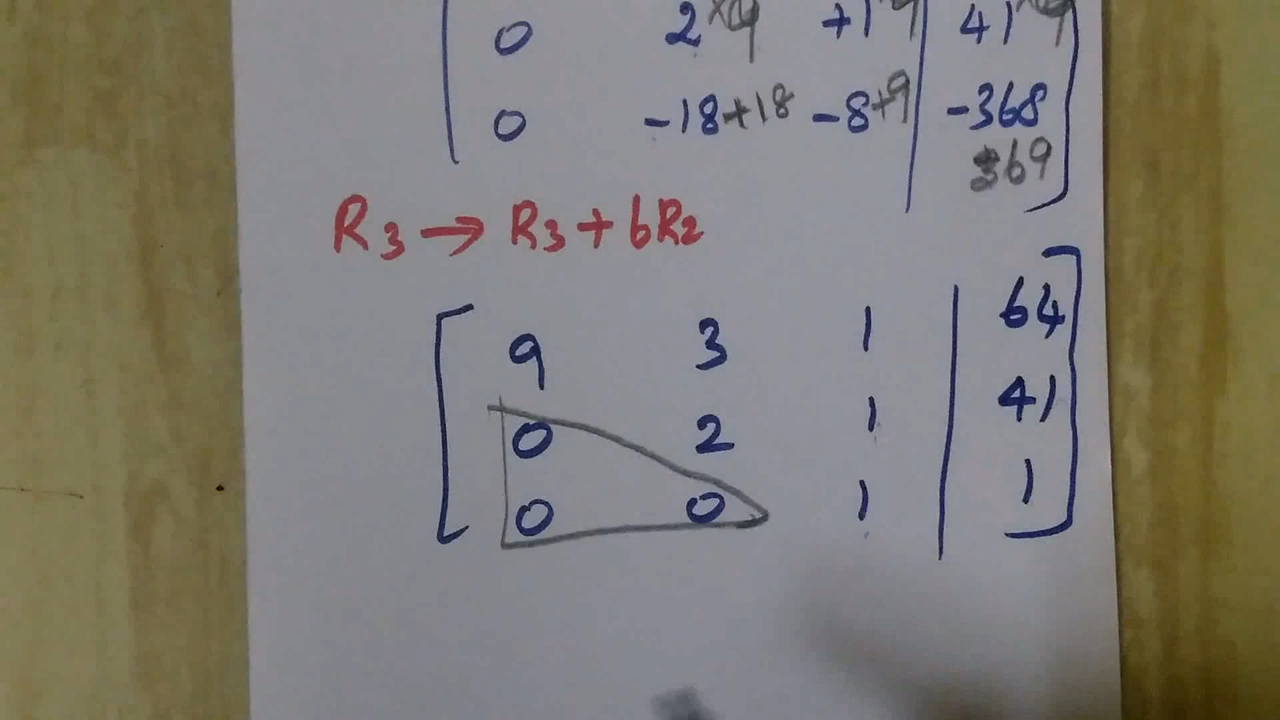 0 2×9 +1 9 41×9
0 -18+18 -8+9 -368
369
R3 → R3 + 6R2
9 3 1 64
0 2 1 41
0 0 1 1